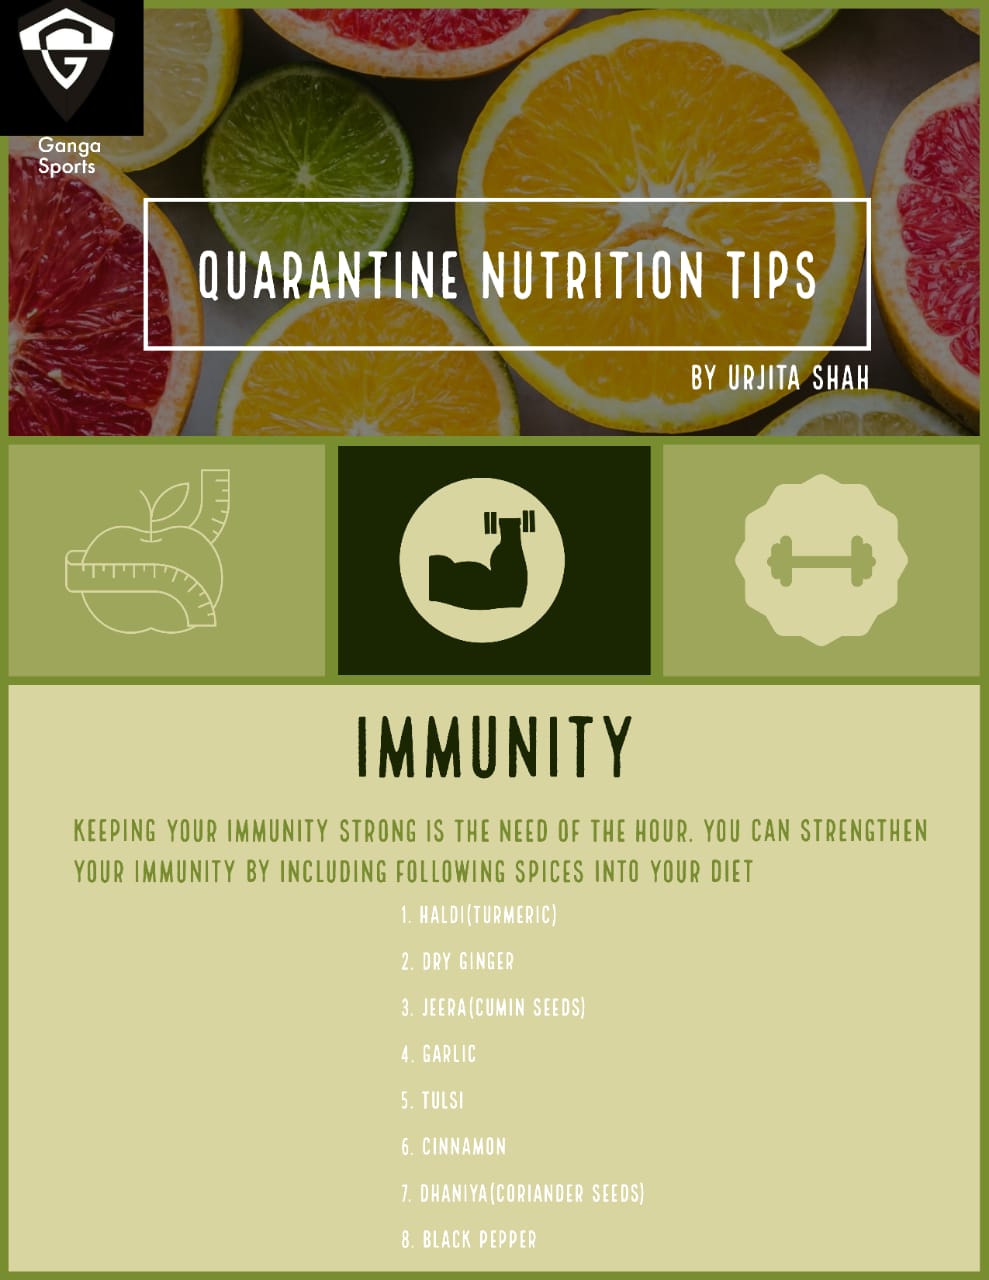 Ganga
Sports
QUARANTINE NUTRITION TIPS
BY URJITA SHAH
IMMUNITY
KEEPING YOUR IMMUNITY STRONG IS THE NEED OF THE HOUR. YOU CAN STRENGTHEN
YOUR IMMUNITY BY INCLUDING FOLLOWING SPICES INTO YOUR DIET
1. HALDI(TURMERIC)
2. DRY GINGER
3. JEERA(CUMIN SEEDS)
4. GARLIC
5. TULSI
6. CINNAMON
7. DHANIYA(CORIANDER SEEDS)
8. BLACK PEPPER